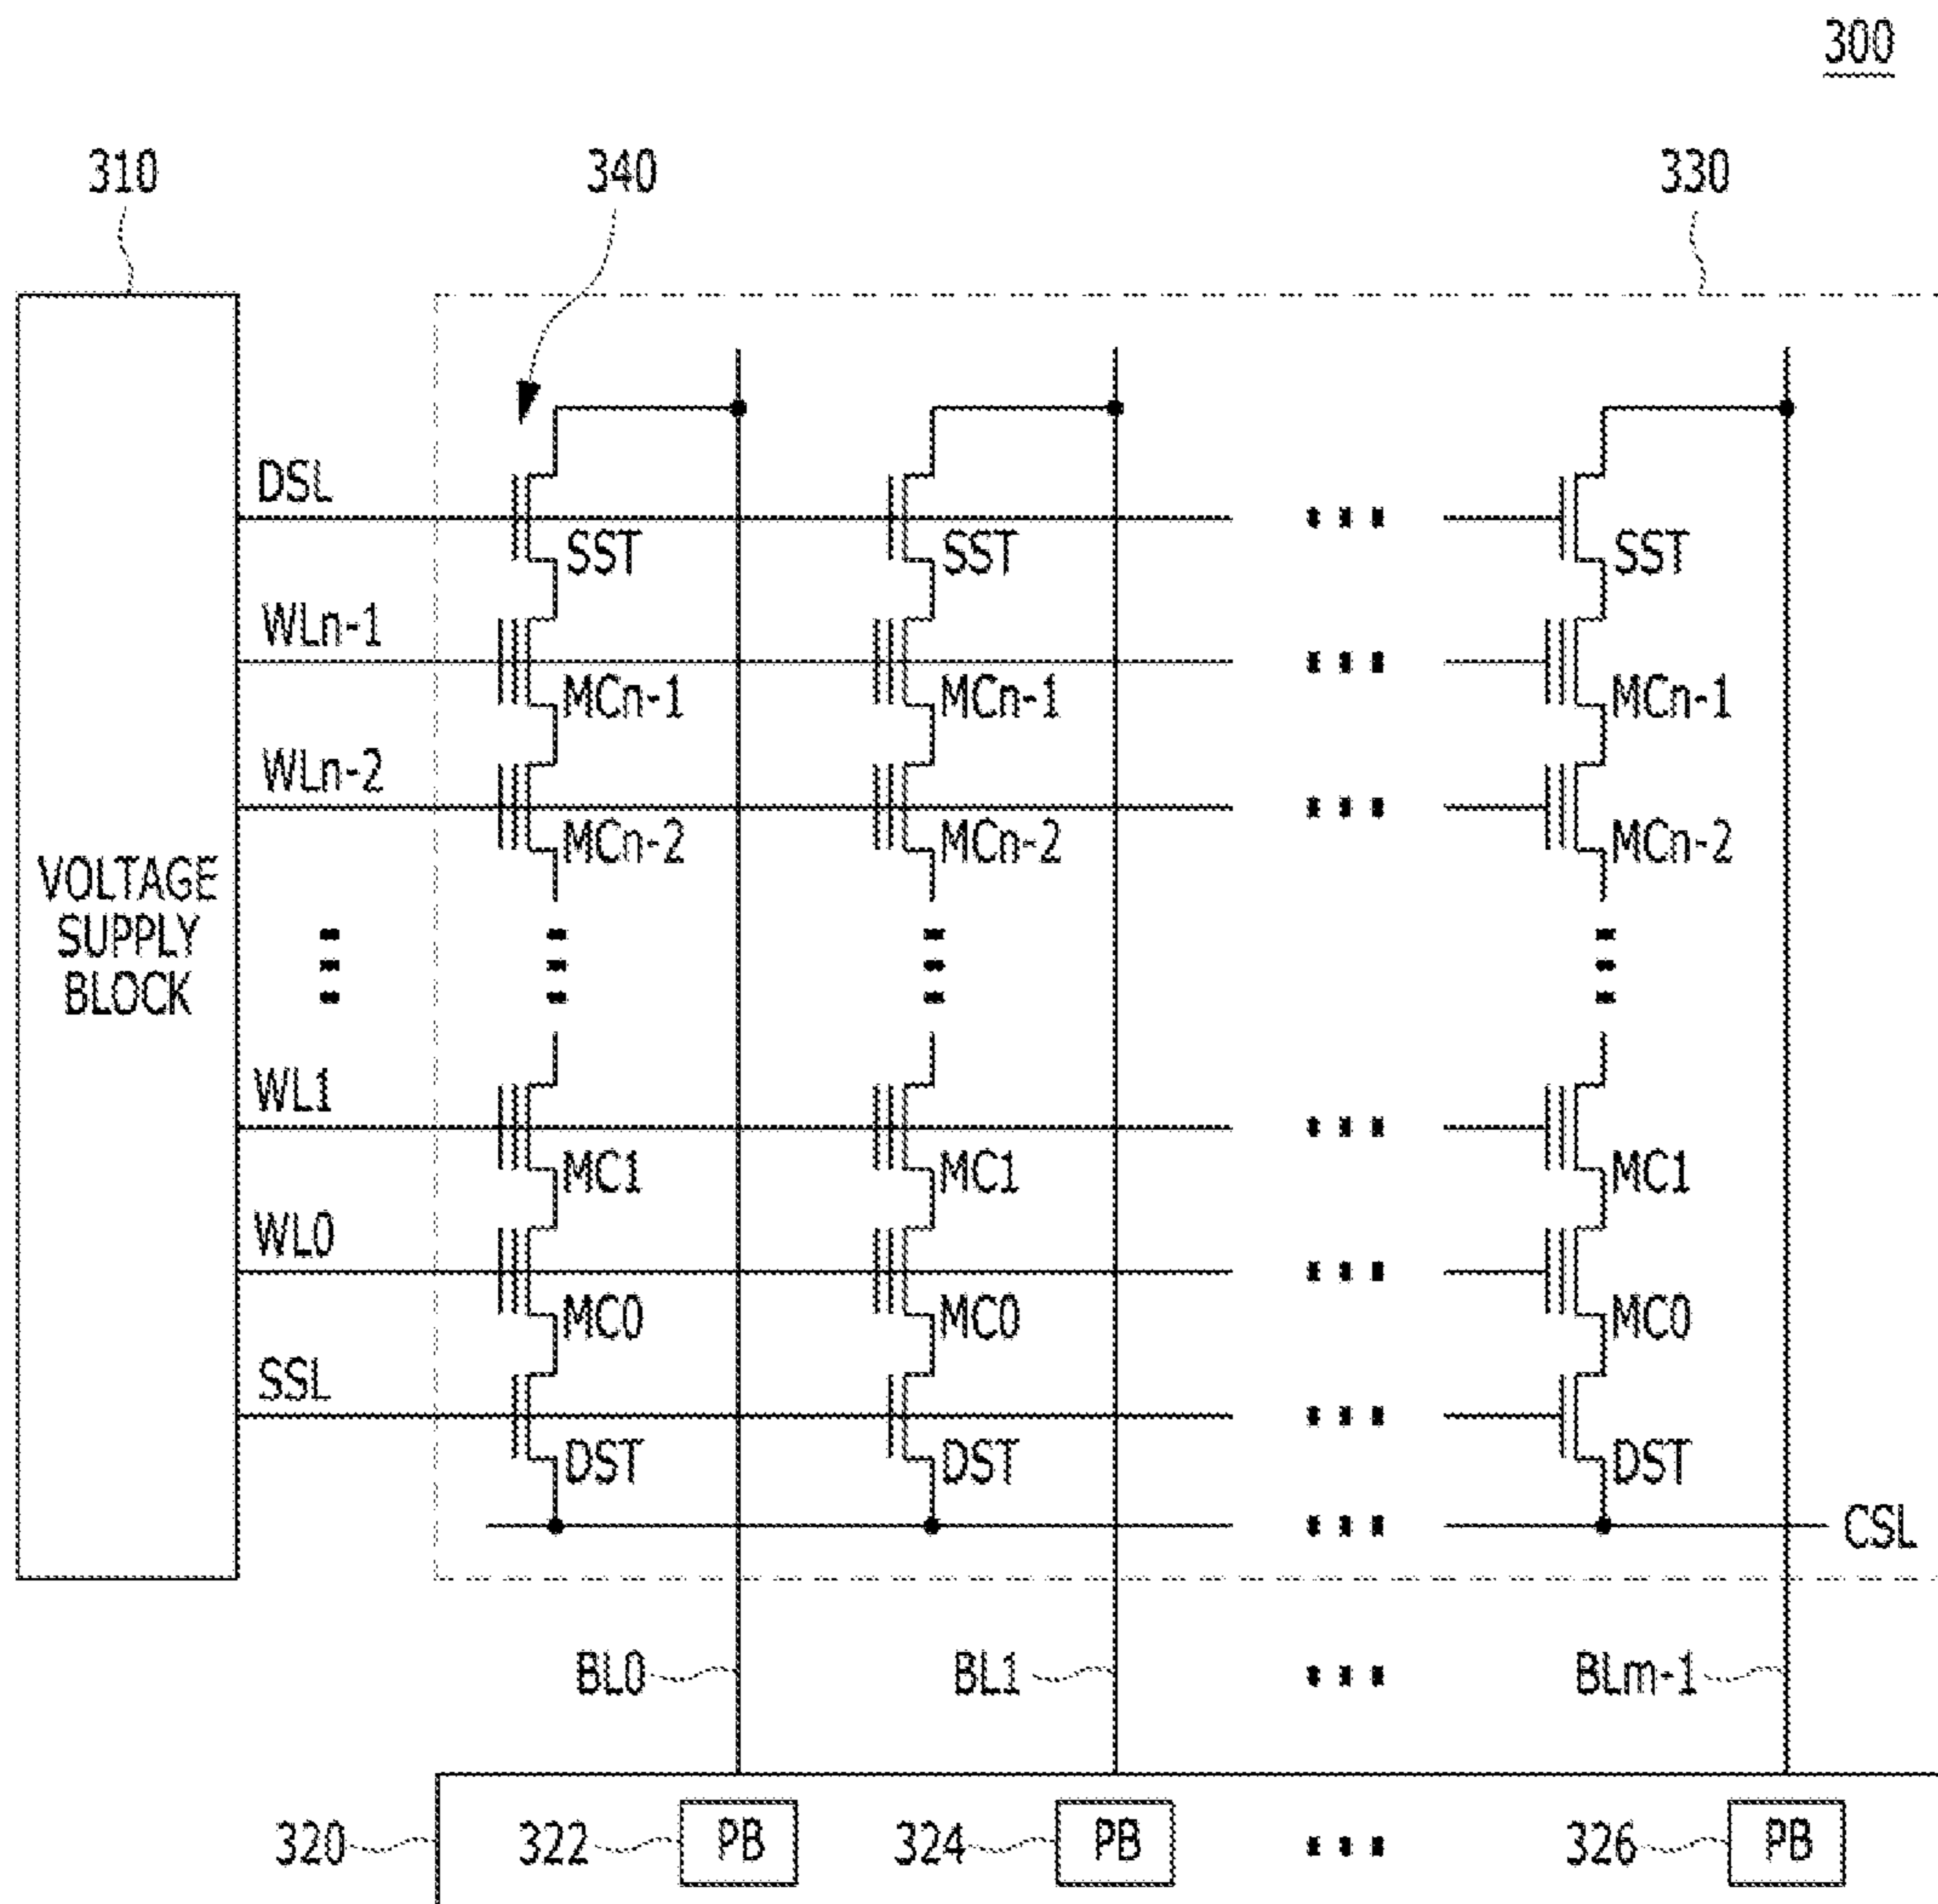 300
310 340 330
DSL
SST SST SST
WLn-1
MCn-1 MCn-1 MCn-1
WLn-2
MCn-2 MCn-2 MCn-2
VOLTAGE
SUPPLY
BLOCK
WL1
MC1 MC1 MC1
WL0
MC0 MC0 MC0
SSL
DST DST DST
CSL
BL0 BL1 BLm-1
320 322 PB 324 PB 326 PB